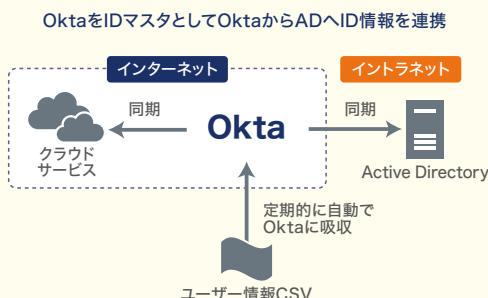 OktaをIDマスタとしてOktaからADへID情報を連携
インターネット
イントラネット
同期
Okta
同期
クラウド
サービス
Active Directory
定期的に自動で
Oktaに吸収
ユーザー情報CSV